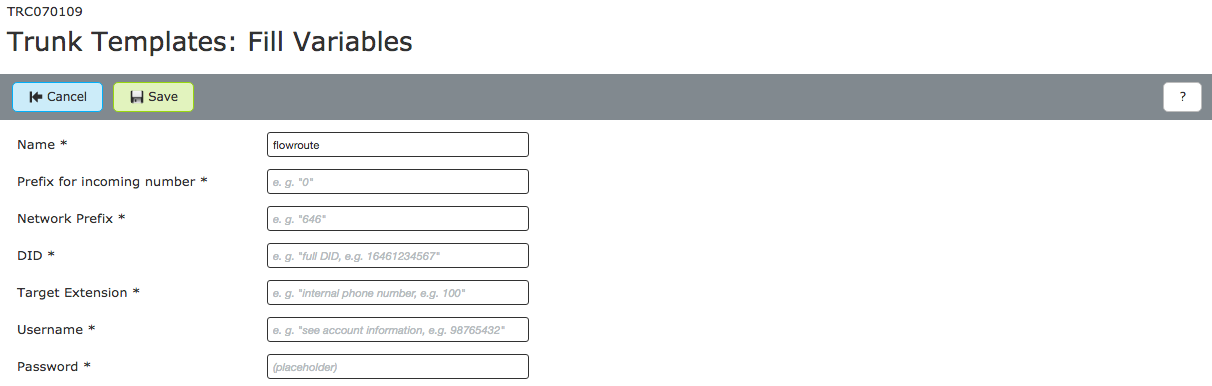 TRC070109
Trunk Templates: Fill Variables
Cancel Save ?
Name * flowroute
Prefix for incoming number * e. g. "0"
Network Prefix * e. g. "646"
DID * e. g. "full DID, e.g. 16461234567"
Target Extension * e. g. "internal phone number, e.g. 100"
Username * e. g. "see account information, e.g. 98765432"
Password * (placeholder)